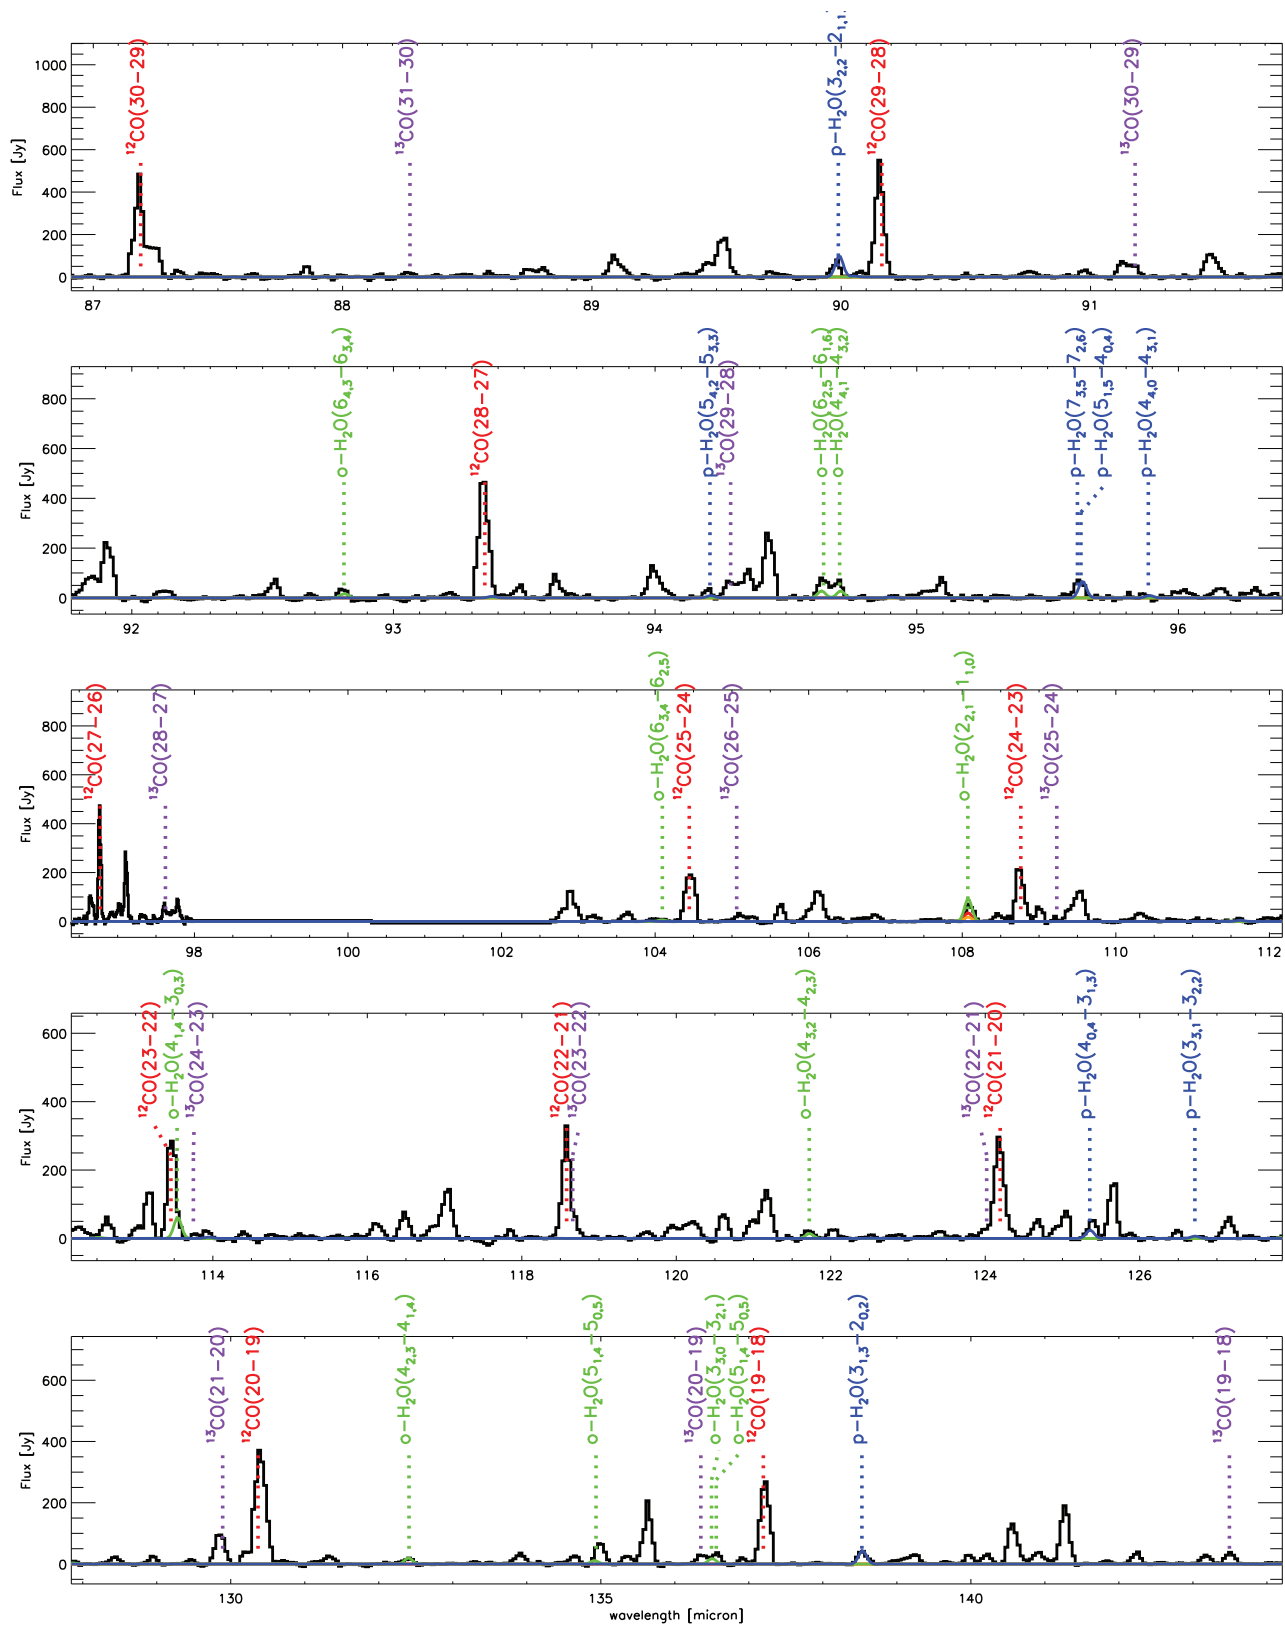 ¹²CO(30−29)
¹³CO(31−30)
p−H₂O(3₂,₂−2₁,₁)
¹²CO(29−28)
¹³CO(30−29)
Flux [Jy]
1000
800
600
400
200
0
87 88 89 90 91
o−H₂O(6₄,₃−6₃,₄)
¹²CO(28−27)
p−H₂O(5₄,₂−5₃,₃)
¹³CO(29−28)
o−H₂O(6₂,₅−6₁,₆)
o−H₂O(4₄,₁−4₃,₂)
p−H₂O(7₃,₅−7₂,₆)
p−H₂O(5₁,₅−4₀,₄)
p−H₂O(4₄,₀−4₃,₁)
Flux [Jy]
800
600
400
200
0
92 93 94 95 96
¹²CO(27−26)
¹³CO(28−27)
o−H₂O(6₃,₄−6₂,₅)
¹²CO(25−24)
¹³CO(26−25)
o−H₂O(2₂,₁−1₁,₀)
¹²CO(24−23)
¹³CO(25−24)
Flux [Jy]
800
600
400
200
0
98 100 102 104 106 108 110 112
¹²CO(23−22)
o−H₂O(4₁,₄−3₀,₃)
¹³CO(24−23)
¹²CO(22−21)
¹³CO(23−22)
o−H₂O(4₃,₂−4₂,₃)
¹³CO(22−21)
¹²CO(21−20)
p−H₂O(4₀,₄−3₁,₃)
p−H₂O(3₃,₁−3₂,₂)
Flux [Jy]
600
400
200
0
114 116 118 120 122 124 126
¹³CO(21−20)
¹²CO(20−19)
o−H₂O(4₂,₃−4₁,₄)
o−H₂O(5₁,₄−5₀,₅)
¹³CO(20−19)
o−H₂O(3₃,₀−3₂,₁)
o−H₂O(5₁,₄−5₀,₅)
¹²CO(19−18)
p−H₂O(3₁,₃−2₀,₂)
¹³CO(19−18)
Flux [Jy]
600
400
200
0
130 135 140
wavelength [micron]